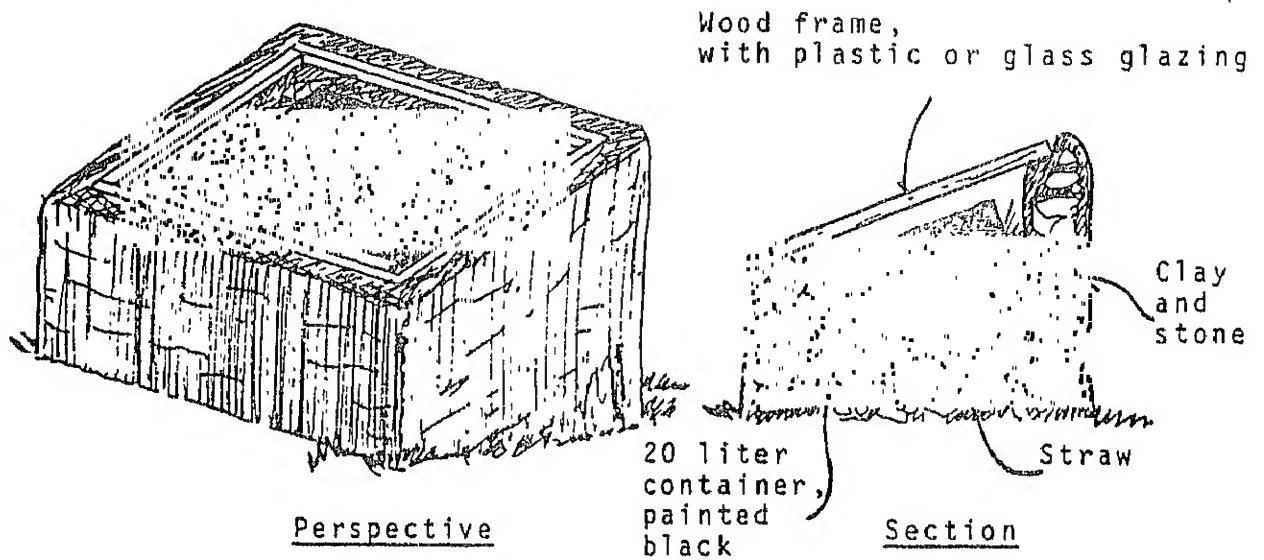 Wood frame,
with plastic or glass glazing
Clay
and
stone
20 liter
container,
painted
black
Straw
Perspective
Section